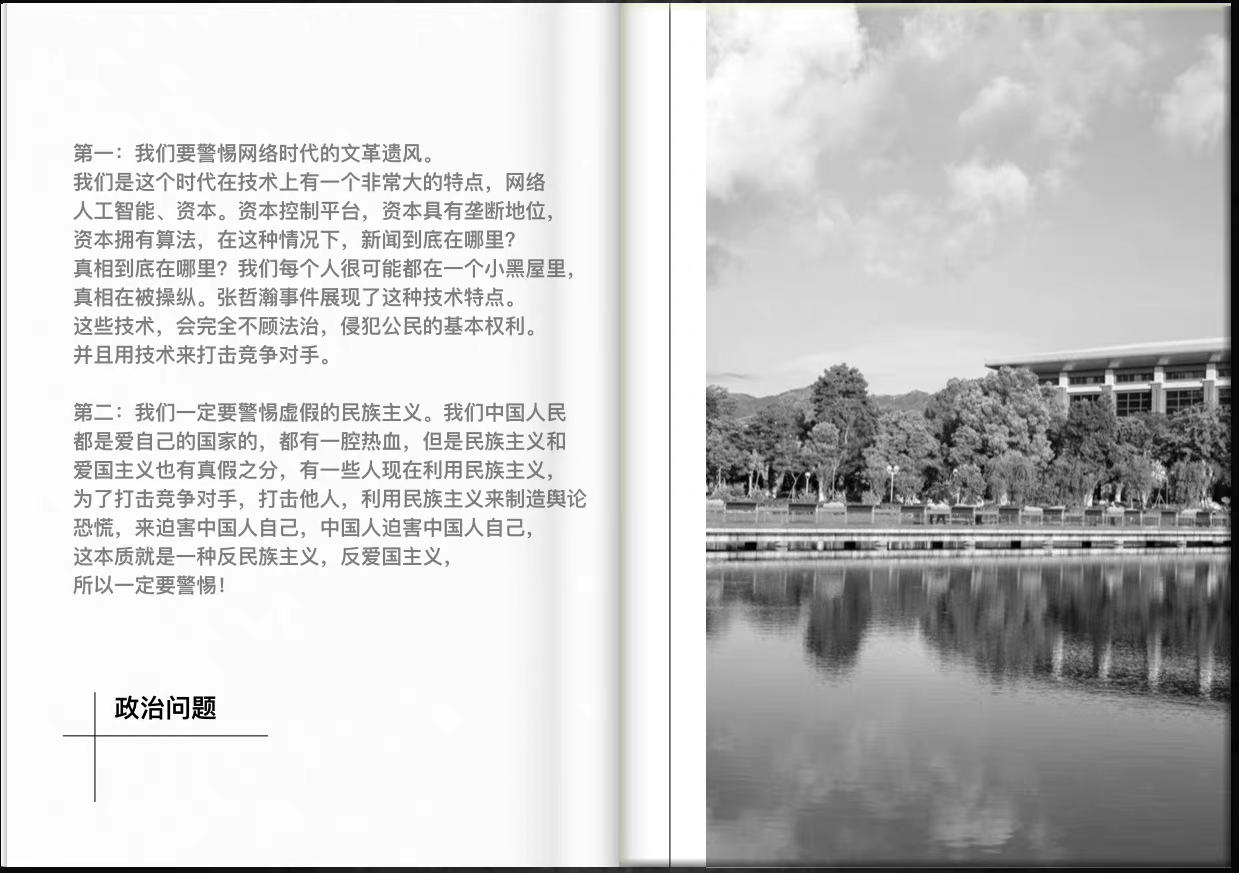 第一：我们要警惕网络时代的文革遗风。
我们是这个时代在技术上有一个非常大的特点，网络
人工智能、资本。资本控制平台，资本具有垄断地位，
资本拥有算法，在这种情况下，新闻到底在哪里？
真相到底在哪里？我们每个人很可能都在一个小黑屋里，
真相在被操纵。张哲瀚事件展现了这种技术特点。
这些技术，会完全不顾法治，侵犯公民的基本权利。
并且用技术来打击竞争对手。
第二：我们一定要警惕虚假的民族主义。我们中国人民
都是爱自己的国家的，都有一腔热血，但是民族主义和
爱国主义也有真假之分，有一些人现在利用民族主义，
为了打击竞争对手，打击他人，利用民族主义来制造舆论
恐慌，来迫害中国人自己，中国人迫害中国人自己，
这本质就是一种反民族主义，反爱国主义，
所以一定要警惕！
政治问题